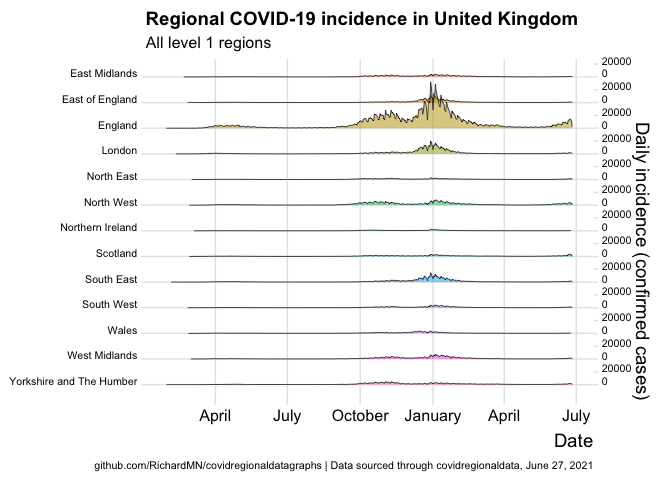 Regional COVID-19 incidence in United Kingdom
All level 1 regions
East Midlands
East of England
England
London
North East
North West
Northern Ireland
Scotland
South East
South West
Wales
West Midlands
Yorkshire and The Humber
20000
0
20000
0
20000
0
20000
0
20000
0
20000
0
20000
0
20000
0
20000
0
20000
0
20000
0
20000
0
20000
0
Daily incidence (confirmed cases)
April July October January April July
Date
github.com/RichardMN/covidregionaldatagraphs | Data sourced through covidregionaldata, June 27, 2021